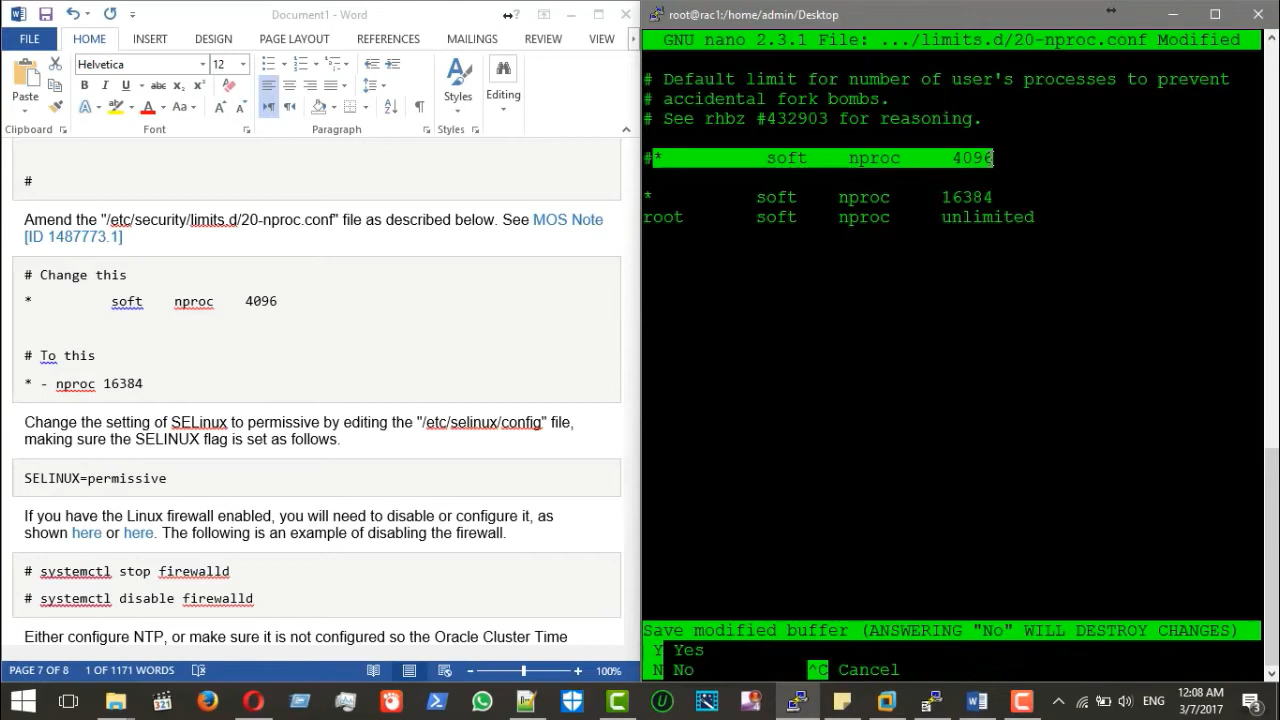 Document1 - Word
FILE HOME INSERT DESIGN PAGE LAYOUT REFERENCES MAILINGS REVIEW VIEW
Helvetica 12
Paste
Styles
Editing
Clipboard Font Paragraph Styles
#
Amend the "/etc/security/limits.d/20-nproc.conf" file as described below. See MOS Note
[ID 1487773.1]
# Change this
* soft nproc 4096
# To this
* - nproc 16384
Change the setting of SELinux to permissive by editing the "/etc/selinux/config" file,
making sure the SELINUX flag is set as follows.
SELINUX=permissive
If you have the Linux firewall enabled, you will need to disable or configure it, as
shown here or here. The following is an example of disabling the firewall.
# systemctl stop firewalld
# systemctl disable firewalld
Either configure NTP, or make sure it is not configured so the Oracle Cluster Time
PAGE 7 OF 8 1 OF 1171 WORDS 100%
root@rac1:/home/admin/Desktop
GNU nano 2.3.1 File: .../limits.d/20-nproc.conf Modified
# Default limit for number of user's processes to prevent
# accidental fork bombs.
# See rhbz #432903 for reasoning.
#* soft nproc 4096
* soft nproc 16384
root soft nproc unlimited
Save modified buffer (ANSWERING "No" WILL DESTROY CHANGES)
Y Yes
N No ^C Cancel
ENG
12:08 AM
3/7/2017